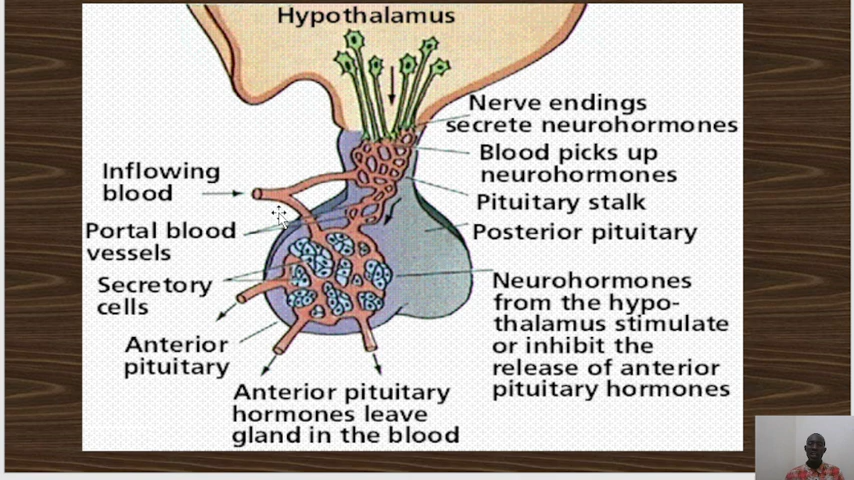 Hypothalamus
Nerve endings
secrete neurohormones
Blood picks up
neurohormones
Inflowing
blood
Pituitary stalk
Portal blood
vessels
Posterior pituitary
Secretory
cells
Neurohormones
from the hypo-
thalamus stimulate
or inhibit the
release of anterior
pituitary hormones
Anterior
pituitary
Anterior pituitary
hormones leave
gland in the blood